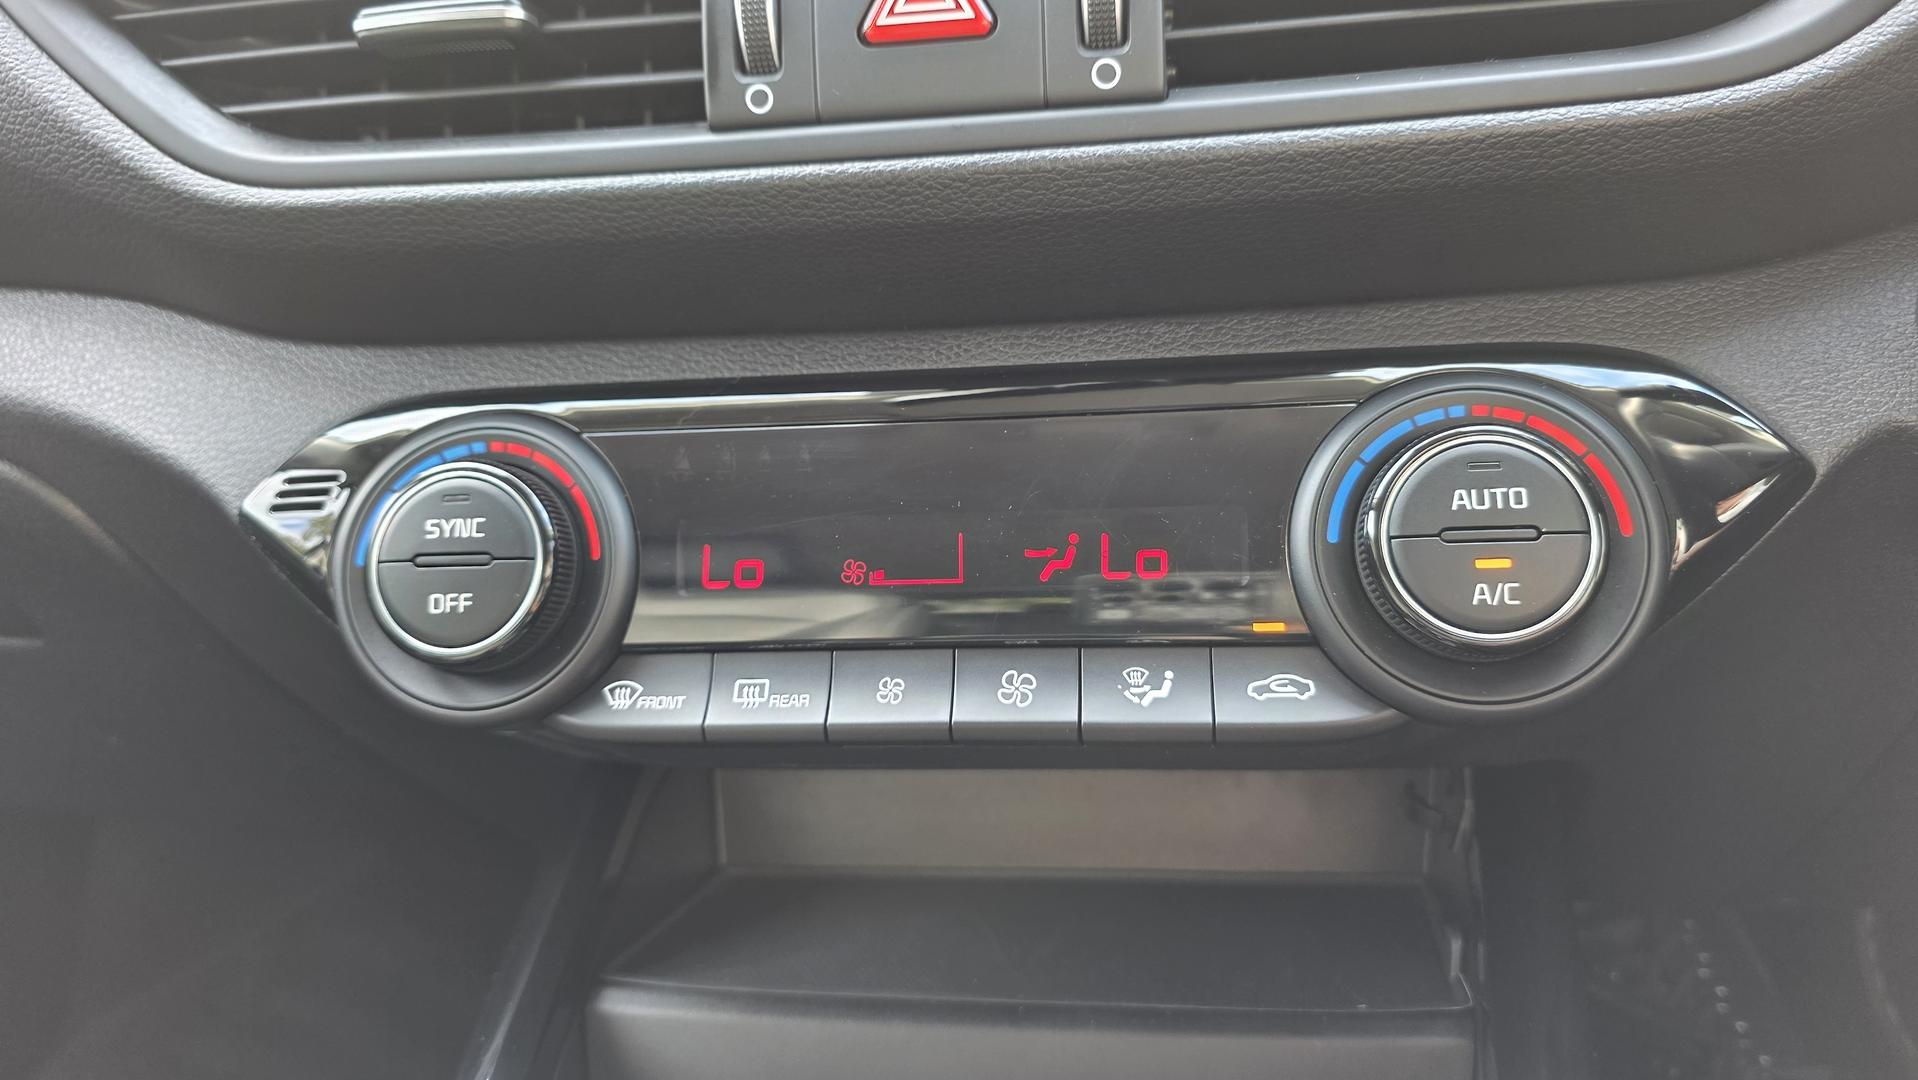 SYNC
OFF
Lo
Lo
AUTO
A/C
FRONT
REAR